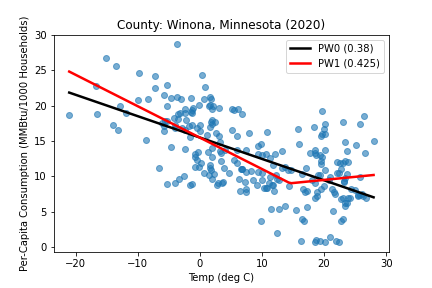 County: Winona, Minnesota (2020)
PW0 (0.38)
PW1 (0.425)
Per-Capita Consumption (MMBtu/1000 Households)
30
25
20
15
10
5
0
−20
−10
0
10
20
30
Temp (deg C)